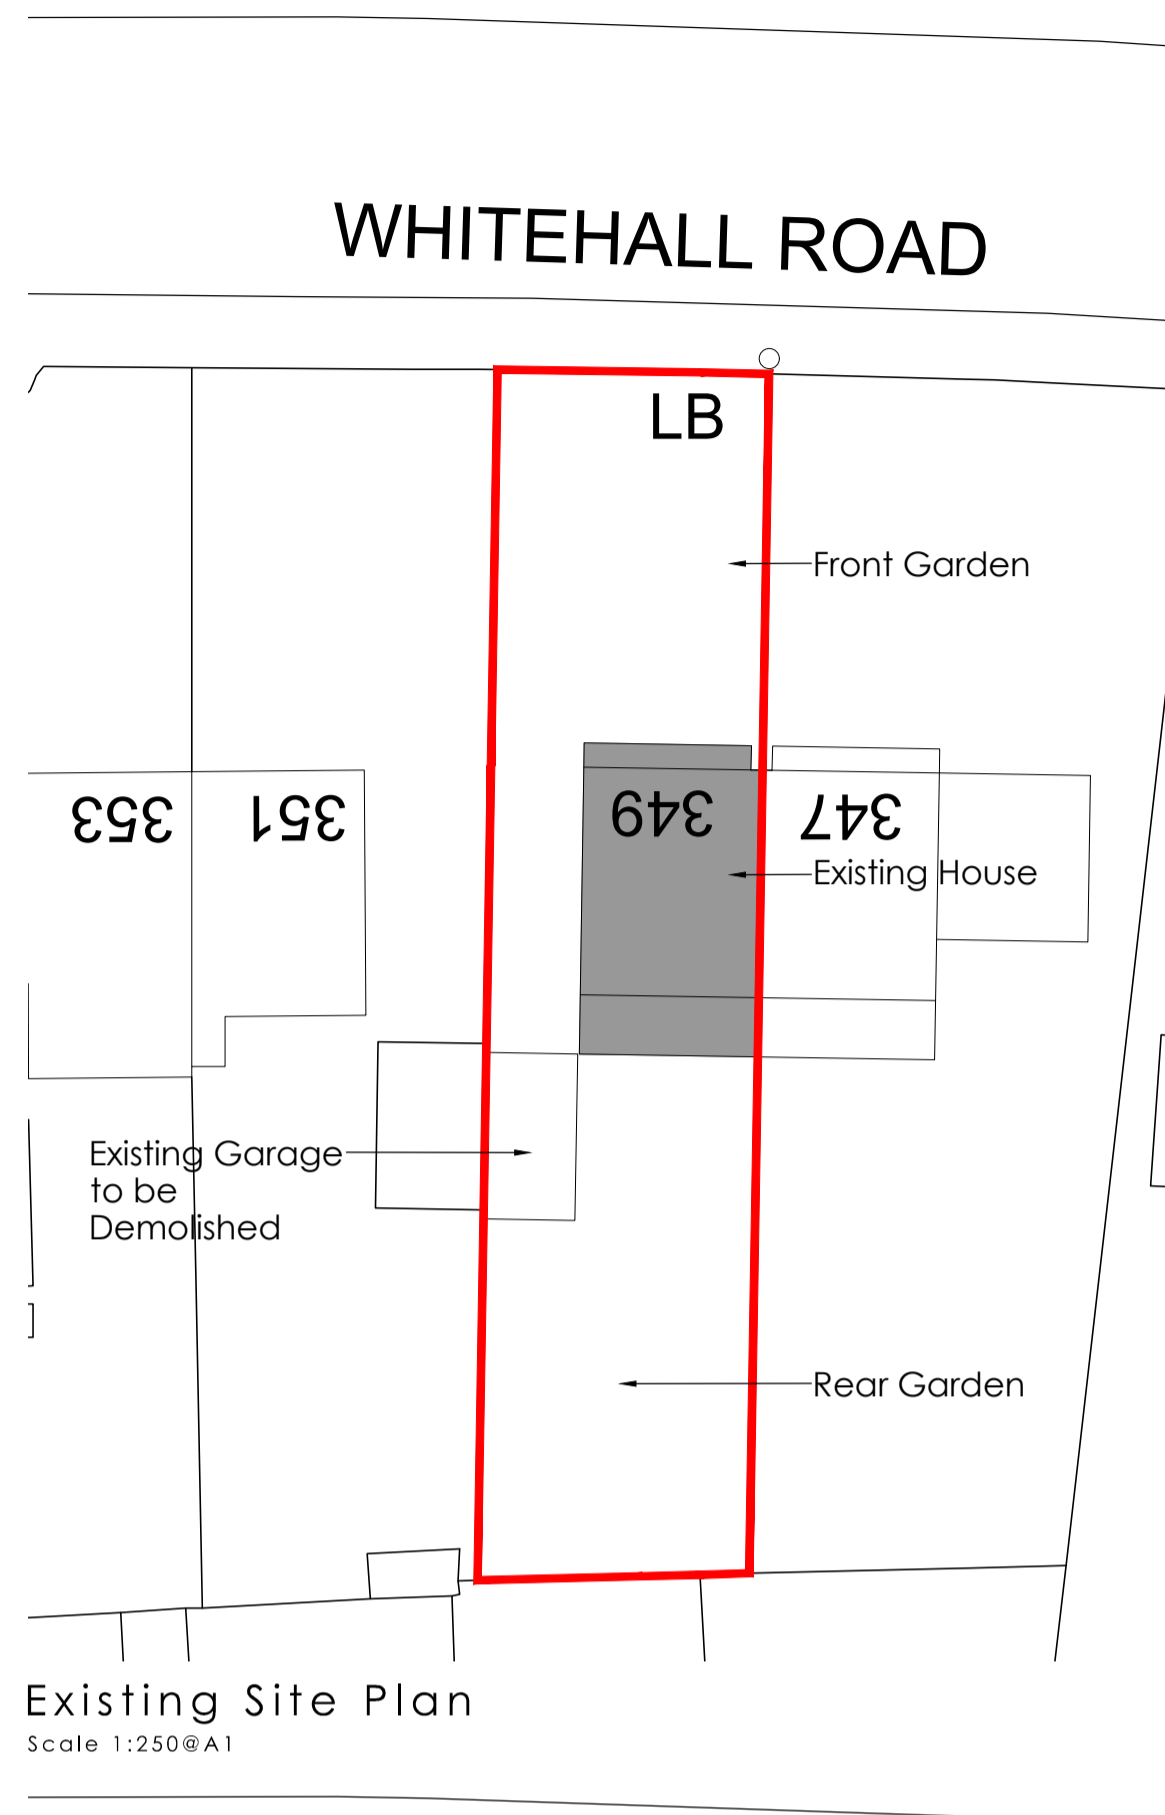 WHITEHALL ROAD
LB
Front Garden
353
351
349
347
Existing House
Existing Garage
to be
Demolished
Rear Garden
Existing Site Plan
Scale 1:250@A1